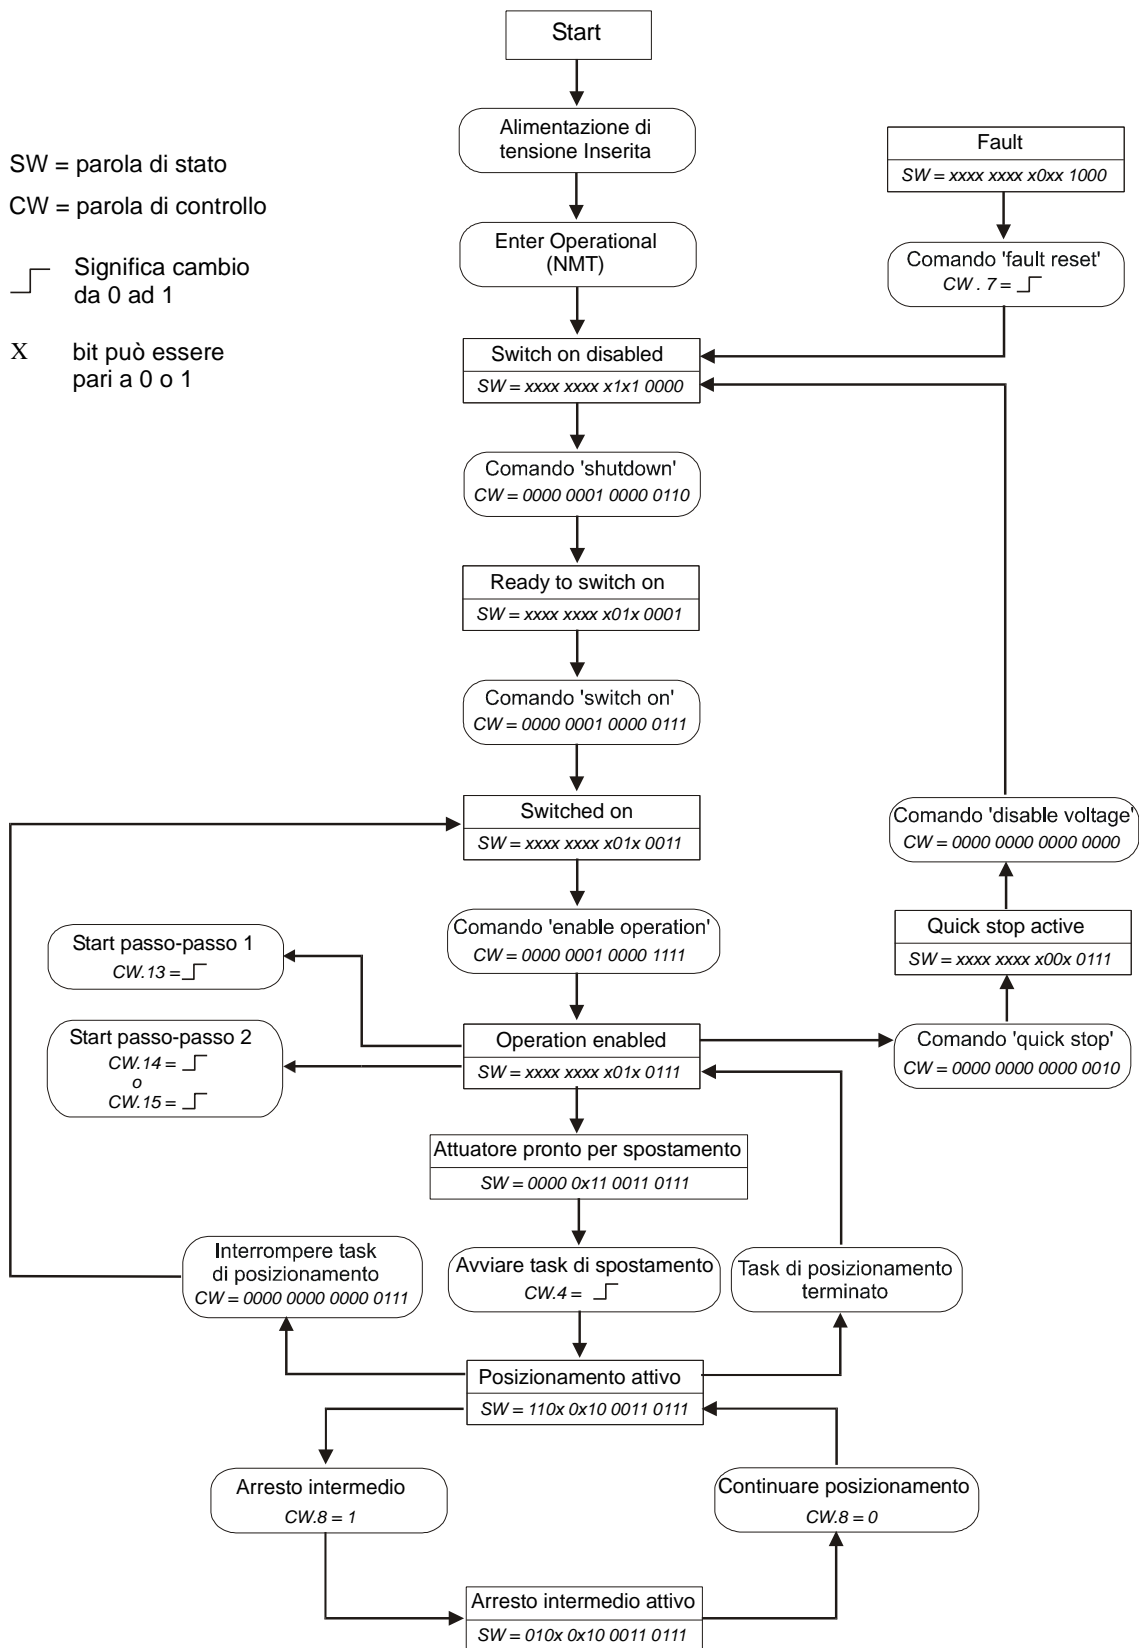 Start
Alimentazione di
tensione Inserita
SW = parola di stato
CW = parola di controllo
Significa cambio
da 0 ad 1
X bit può essere
pari a 0 o 1
Enter Operational
(NMT)
Fault
SW = xxxx xxxx x0xx 1000
Comando 'fault reset'
CW . 7 =
Switch on disabled
SW = xxxx xxxx x1x1 0000
Comando 'shutdown'
CW = 0000 0001 0000 0110
Ready to switch on
SW = xxxx xxxx x01x 0001
Comando 'switch on'
CW = 0000 0001 0000 0111
Switched on
SW = xxxx xxxx x01x 0011
Comando 'disable voltage'
CW = 0000 0000 0000 0000
Comando 'enable operation'
CW = 0000 0001 0000 1111
Quick stop active
SW = xxxx xxxx x00x 0111
Start passo-passo 1
CW.13 =
Start passo-passo 2
CW.14 =
o
CW.15 =
Operation enabled
SW = xxxx xxxx x01x 0111
Comando 'quick stop'
CW = 0000 0000 0000 0010
Attuatore pronto per spostamento
SW = 0000 0x11 0011 0111
Interrompere task
di posizionamento
CW = 0000 0000 0000 0111
Avviare task di spostamento
CW.4 =
Task di posizionamento
terminato
Posizionamento attivo
SW = 110x 0x10 0011 0111
Arresto intermedio
CW.8 = 1
Continuare posizionamento
CW.8 = 0
Arresto intermedio attivo
SW = 010x 0x10 0011 0111